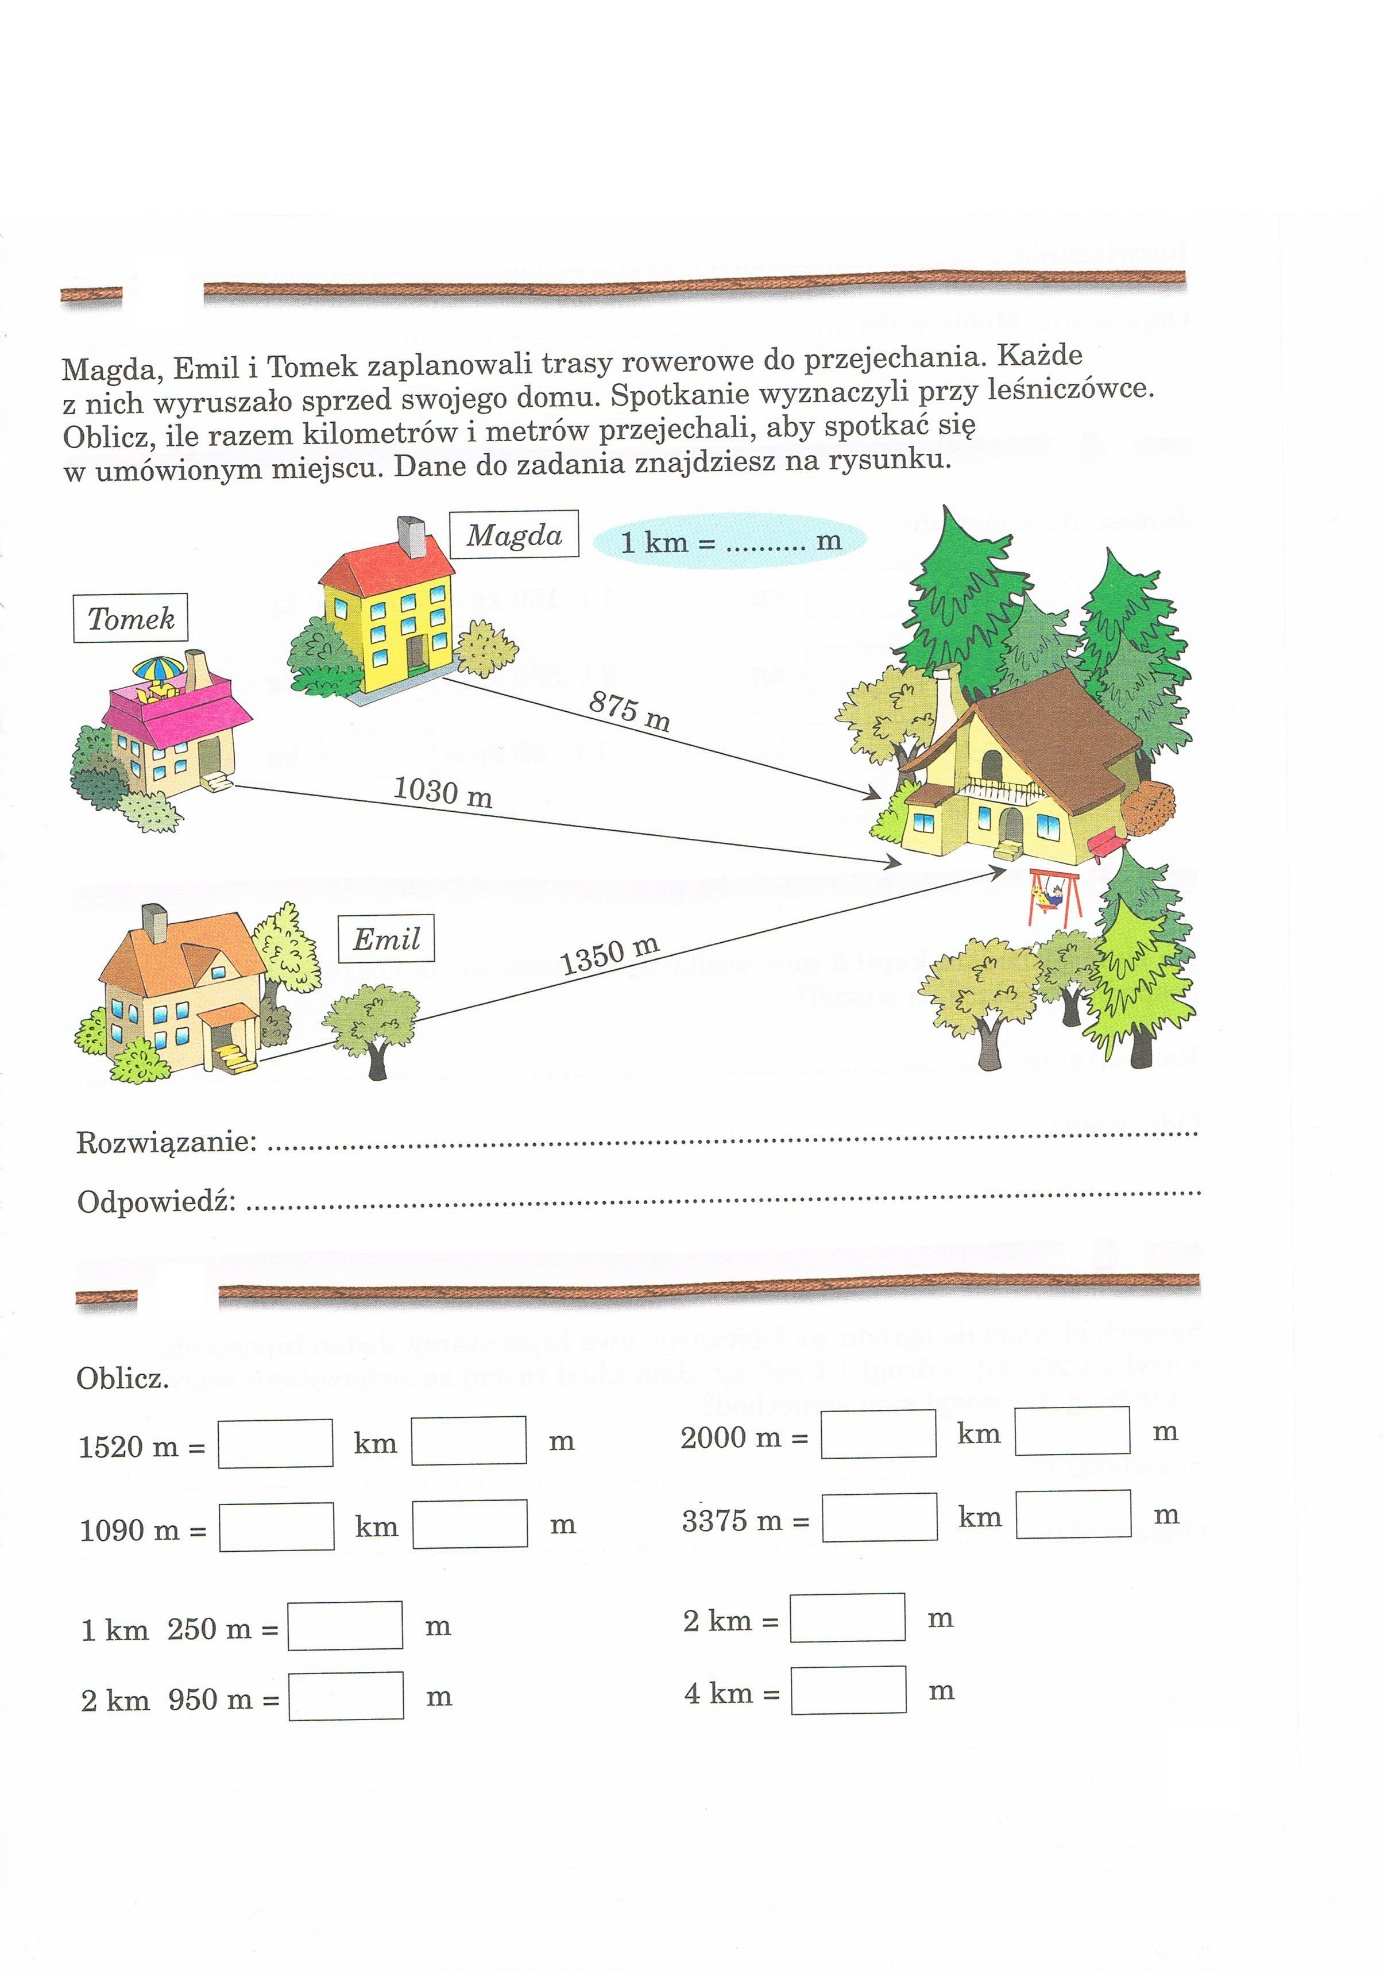 Magda, Emil i Tomek zaplanowali trasy rowerowe do przejechania. Każde
z nich wyruszało sprzed swojego domu. Spotkanie wyznaczyli przy leśniczówce.
Oblicz, ile razem kilometrów i metrów przejechali, aby spotkać się
w umówionym miejscu. Dane do zadania znajdziesz na rysunku.
Magda
1 km = .......... m
Tomek
875 m
1030 m
Emil
1350 m
Rozwiązanie: ....................................................................................................
Odpowiedź: ....................................................................................................
Oblicz.
1520 m = km m 2000 m = km m
1090 m = km m 3375 m = km m
1 km 250 m = m 2 km = m
2 km 950 m = m 4 km = m